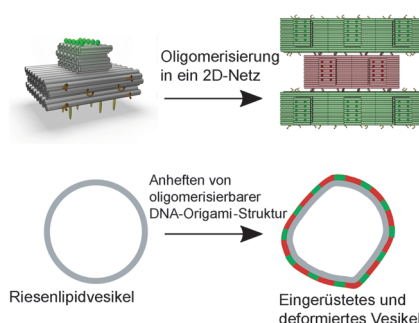 Oligomerisierung
in ein 2D-Netz
Anheften von
oligomerisierbarer
DNA-Origami-Struktur
Riesenlipidvesikel
Eingerüstetes und
deformiertes Vesikel